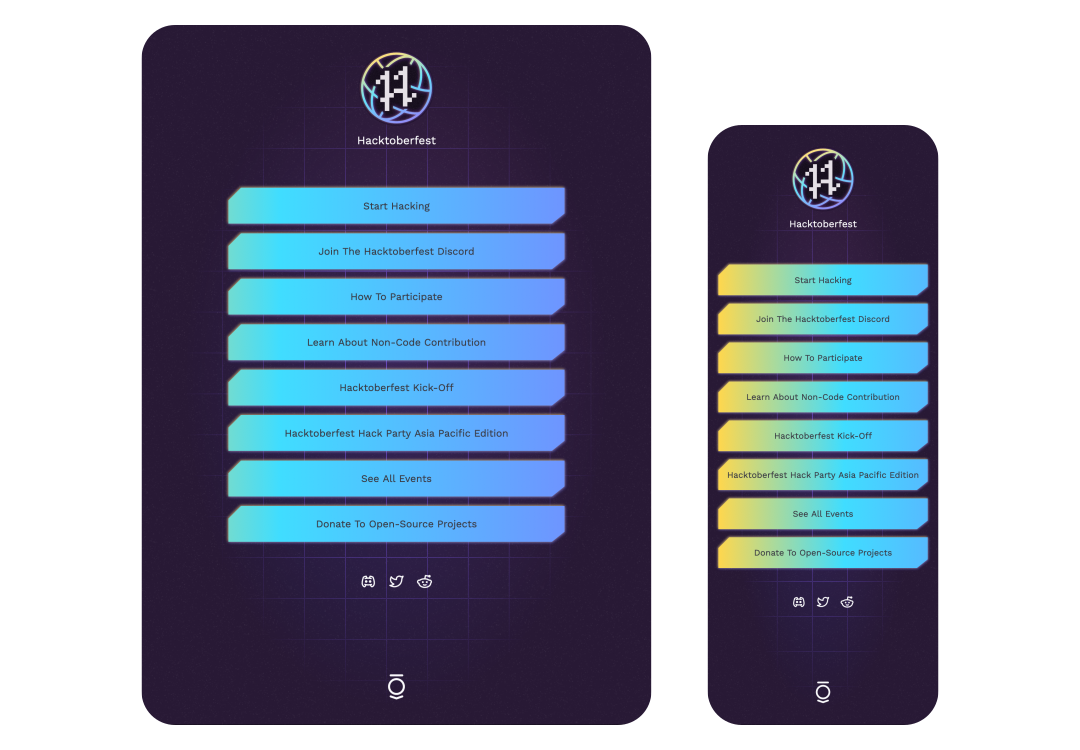 Hacktoberfest
Start Hacking
Join The Hacktoberfest Discord
How To Participate
Learn About Non-Code Contribution
Hacktoberfest Kick-Off
Hacktoberfest Hack Party Asia Pacific Edition
See All Events
Donate To Open-Source Projects
Hacktoberfest
Start Hacking
Join The Hacktoberfest Discord
How To Participate
Learn About Non-Code Contribution
Hacktoberfest Kick-Off
Hacktoberfest Hack Party Asia Pacific Edition
See All Events
Donate To Open-Source Projects